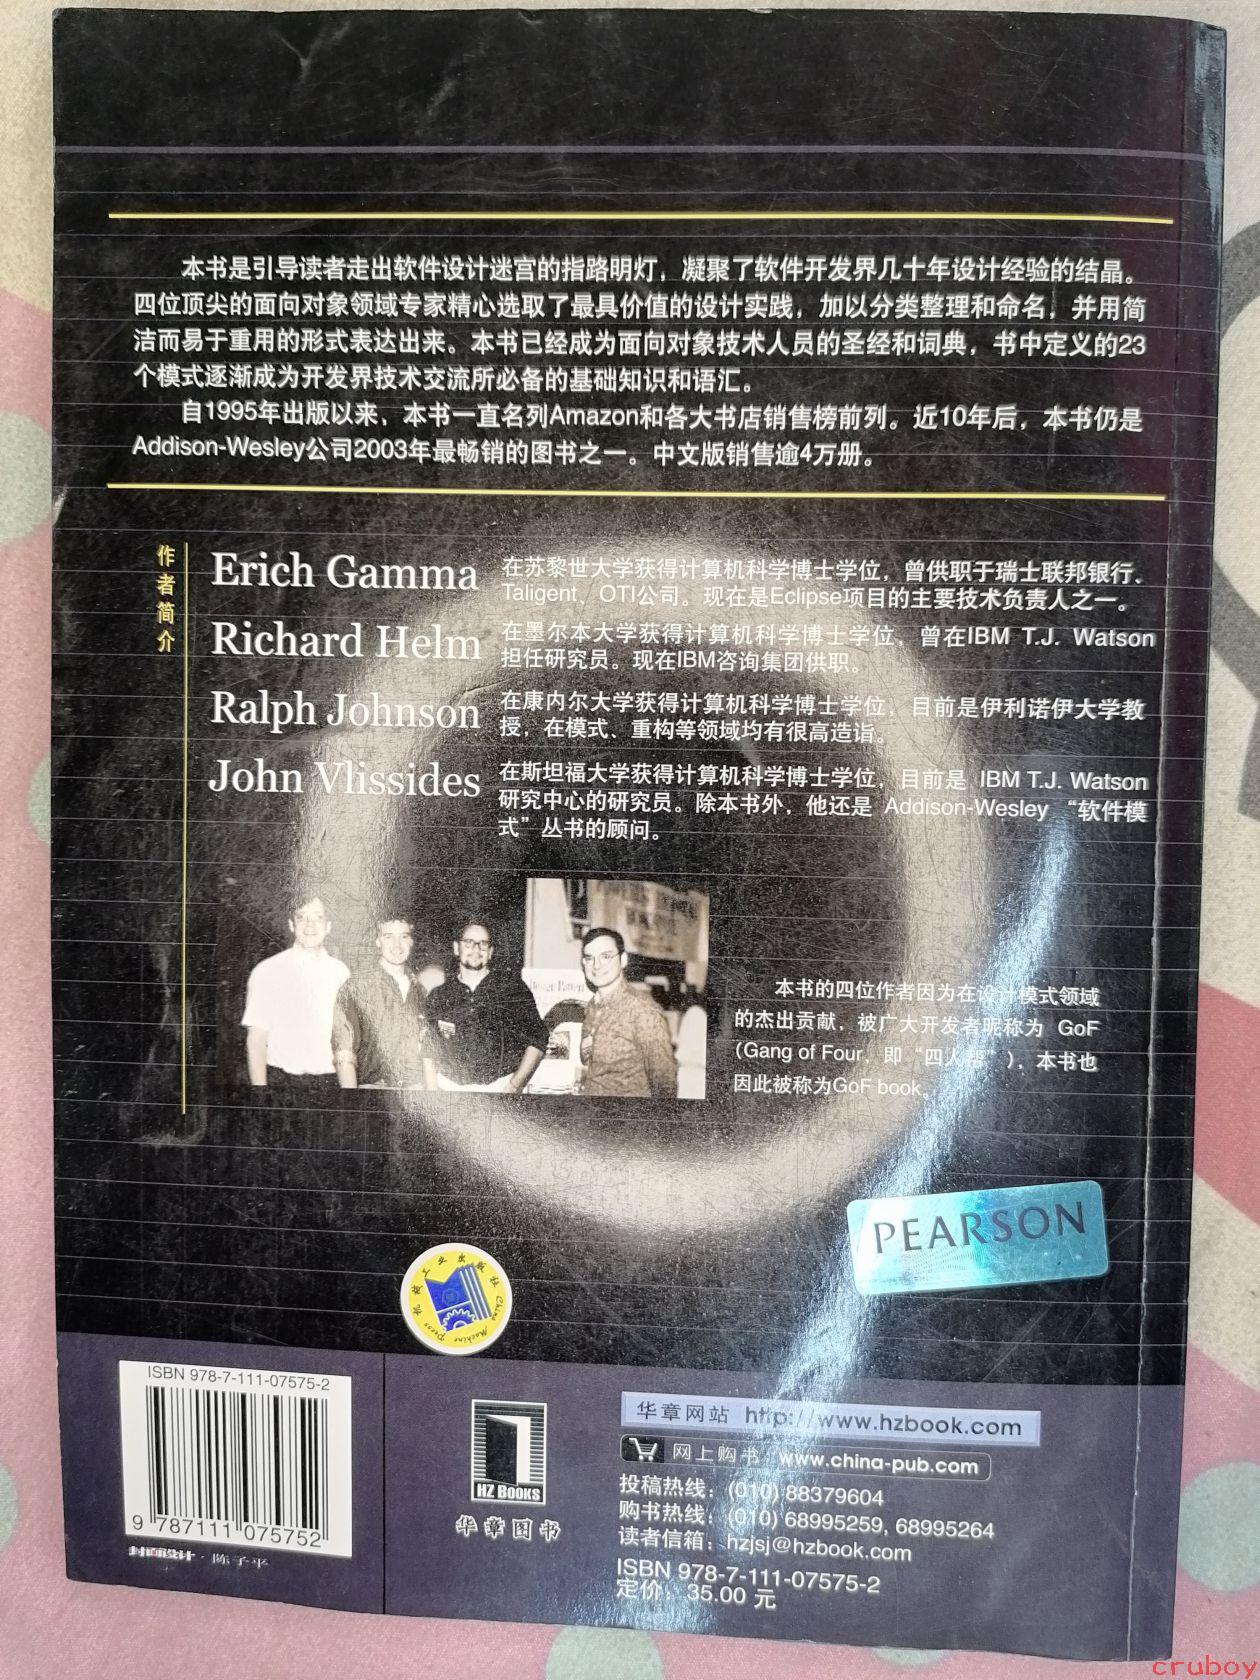 本书是引导读者走出软件设计迷宫的指路明灯，凝聚了软件开发界几十年设计经验的结晶。
四位顶尖的面向对象领域专家精心选取了最具价值的设计实践，加以分类整理和命名，并用简
洁而易于重用的形式表达出来。本书已经成为面向对象技术人员的圣经和词典，书中定义的23
个模式逐渐成为开发界技术交流所必备的基础知识和语汇。
自1995年出版以来，本书一直名列Amazon和各大书店销售榜前列。近10年后，本书仍是
Addison-Wesley公司2003年最畅销的图书之一。中文版销售逾4万册。
作者简介
Erich Gamma
在苏黎世大学获得计算机科学博士学位，曾供职于瑞士联邦银行、
Taligent、OTI公司。现在是Eclipse项目的主要技术负责人之一。
Richard Helm
在墨尔本大学获得计算机科学博士学位，曾在IBM T.J. Watson
担任研究员。现在IBM咨询集团供职。
Ralph Johnson
在康内尔大学获得计算机科学博士学位，目前是伊利诺伊大学教
授，在模式、重构等领域均有很高造诣。
John Vlissides
在斯坦福大学获得计算机科学博士学位，目前是 IBM T.J. Watson
研究中心的研究员。除本书外，他还是 Addison-Wesley “软件模
式”丛书的顾问。
本书的四位作者因为在设计模式领域
的杰出贡献，被广大开发者昵称为 GoF
(Gang of Four，即“四人帮”)，本书也
因此被称为GoF book。
PEARSON
机械工业出版社
China Machine Press
ISBN 978-7-111-07575-2
9 787111 075752
封面设计·陈子平
HZ BOOKS
华章图书
华章网站 http://www.hzbook.com
网上购书 www.china-pub.com
投稿热线：(010) 88379604
购书热线：(010) 68995259, 68995264
读者信箱：hzjsj@hzbook.com
ISBN 978-7-111-07575-2
定价：35.00 元
cruboy